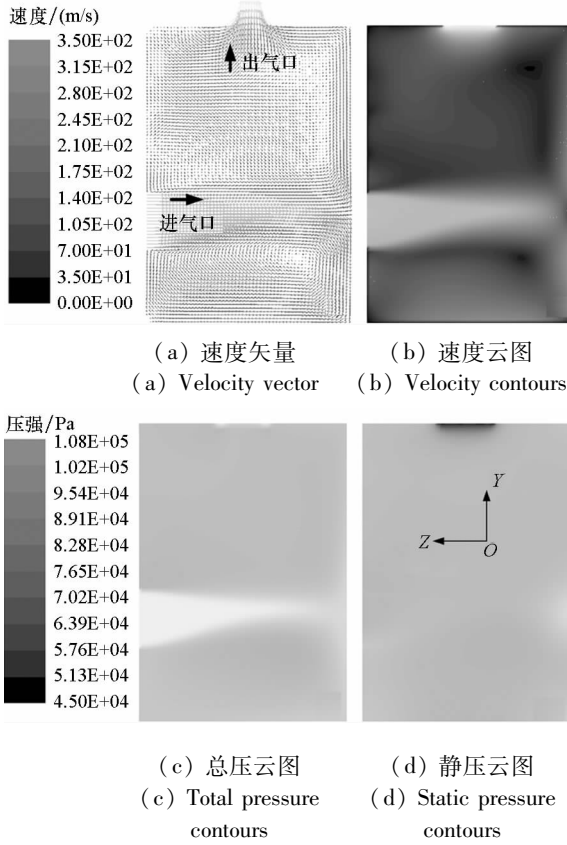 速度/(m/s)
3.50E+02
3.15E+02
2.80E+02
2.45E+02
2.10E+02
1.75E+02
1.40E+02
1.05E+02
7.00E+01
3.50E+01
0.00E+00
出气口
进气口
(a) 速度矢量
(a) Velocity vector
(b) 速度云图
(b) Velocity contours
压强/Pa
1.08E+05
1.02E+05
9.54E+04
8.91E+04
8.28E+04
7.65E+04
7.02E+04
6.39E+04
5.76E+04
5.13E+04
4.50E+04
Y
Z
O
(c) 总压云图
(c) Total pressure
contours
(d) 静压云图
(d) Static pressure
contours